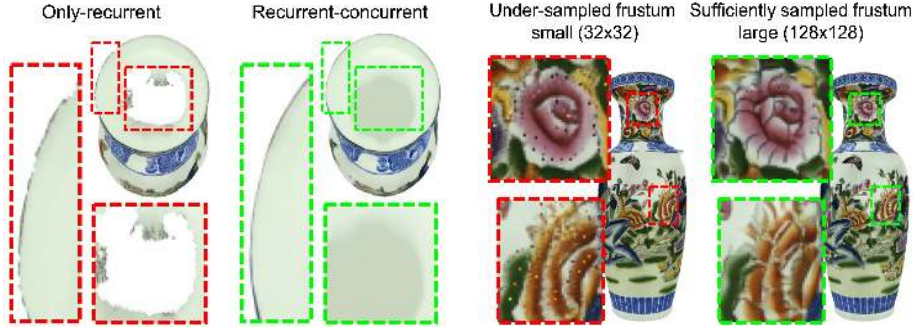 Only-recurrent
Recurrent-concurrent
Under-sampled frustum
small (32x32)
Sufficiently sampled frustum
large (128x128)